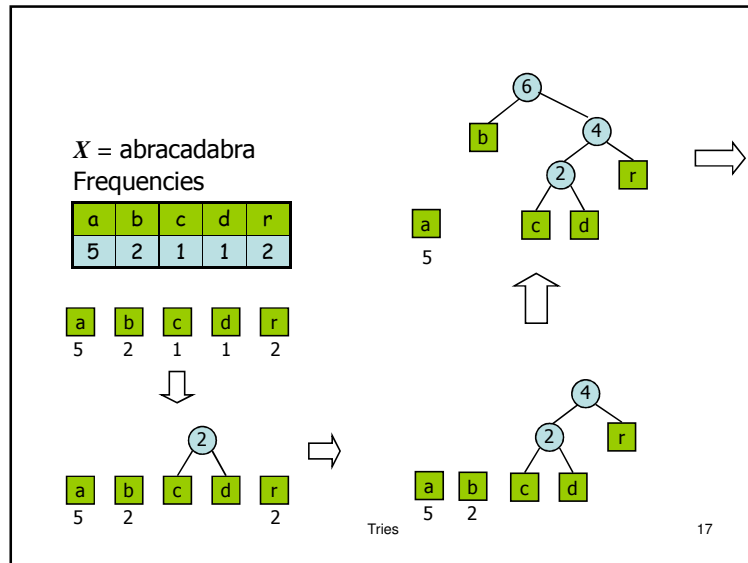 X = abracadabra
Frequencies
a b c d r
5 2 1 1 2
a b c d r
5 2 1 1 2
2
a b c d r
5 2 2
4
2
r
a b c d
5 2
6
b
4
2
r
a
c d
5
Tries 17